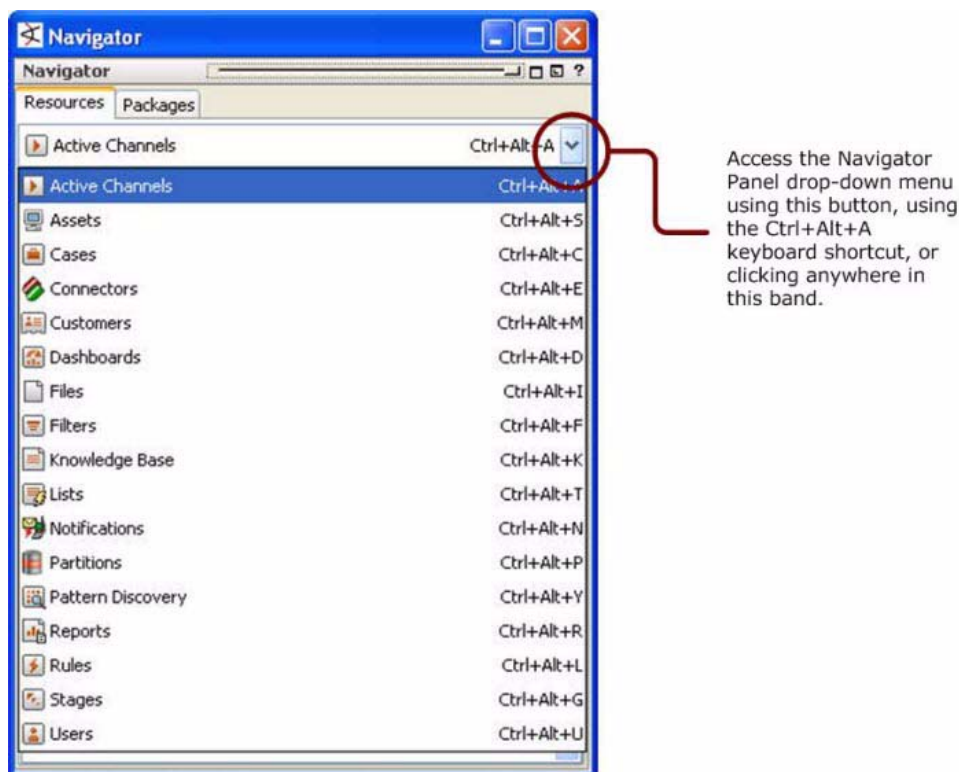 Navigator
Navigator ?
Resources Packages
Active Channels Ctrl+Alt+A
Active Channels Ctrl+Alt+A
Assets Ctrl+Alt+S
Cases Ctrl+Alt+C
Connectors Ctrl+Alt+E
Customers Ctrl+Alt+M
Dashboards Ctrl+Alt+D
Files Ctrl+Alt+I
Filters Ctrl+Alt+F
Knowledge Base Ctrl+Alt+K
Lists Ctrl+Alt+T
Notifications Ctrl+Alt+N
Partitions Ctrl+Alt+P
Pattern Discovery Ctrl+Alt+Y
Reports Ctrl+Alt+R
Rules Ctrl+Alt+L
Stages Ctrl+Alt+G
Users Ctrl+Alt+U
Access the Navigator
Panel drop-down menu
using this button, using
the Ctrl+Alt+A
keyboard shortcut, or
clicking anywhere in
this band.